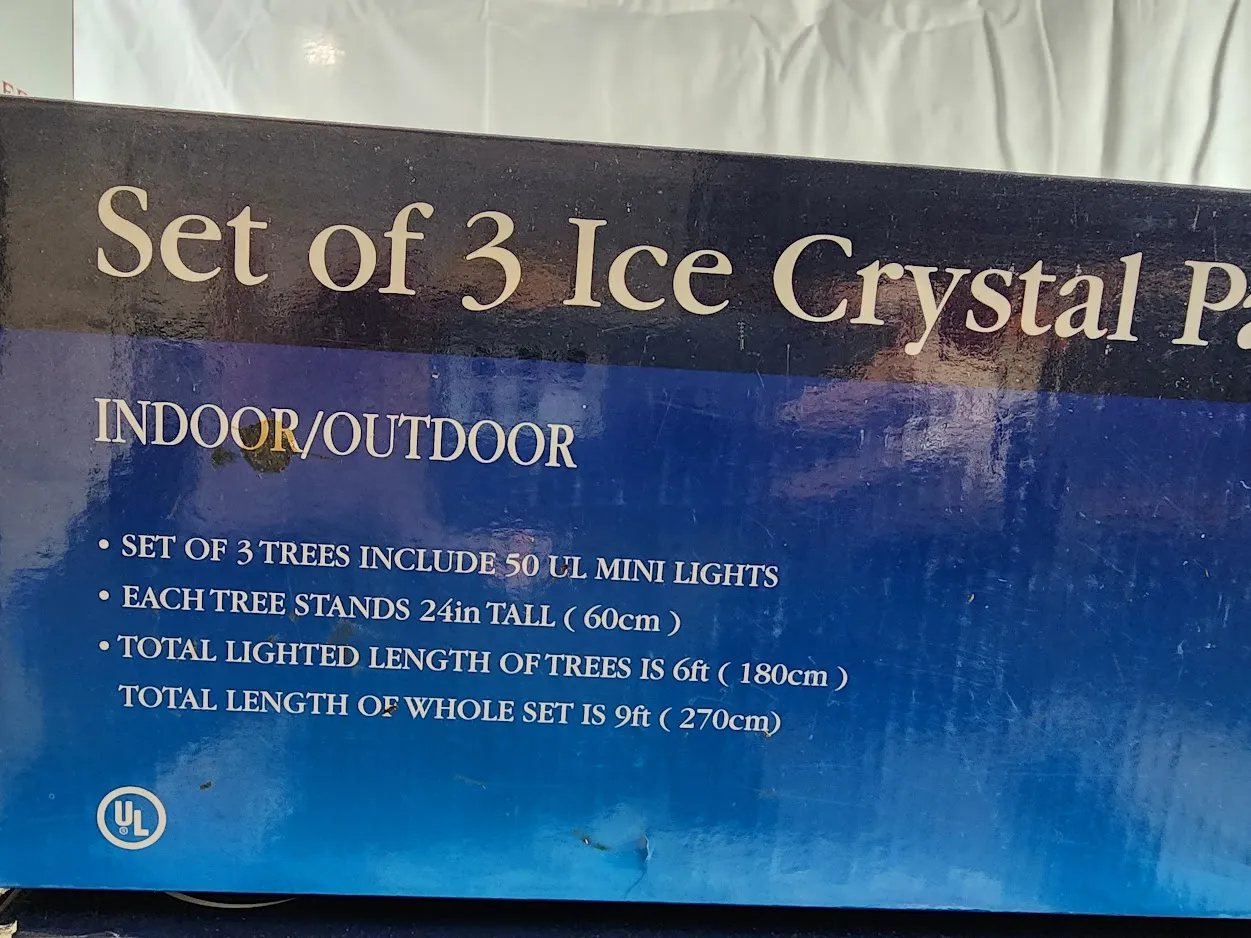 Set of 3 Ice Crystal Pa
INDOOR/OUTDOOR
• SET OF 3 TREES INCLUDE 50 UL MINI LIGHTS
• EACH TREE STANDS 24in TALL ( 60cm )
• TOTAL LIGHTED LENGTH OF TREES IS 6ft ( 180cm )
TOTAL LENGTH OF WHOLE SET IS 9ft ( 270cm)
UL
®